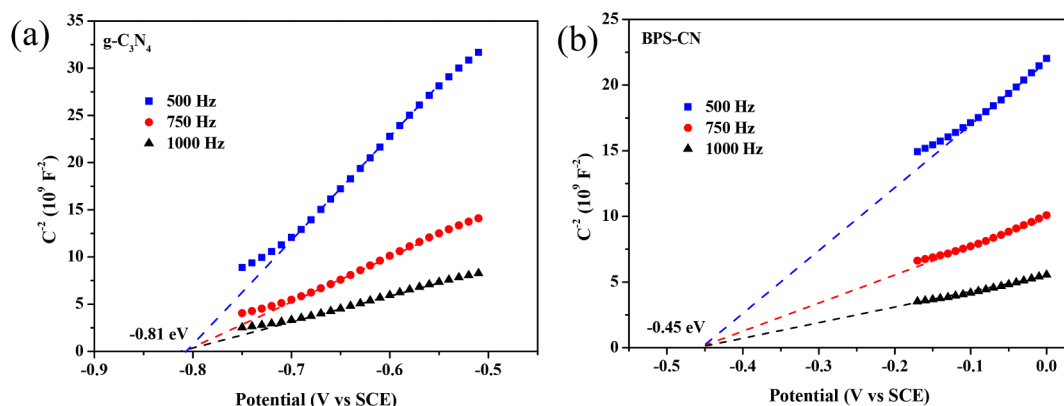 (a)
g-C₃N₄
500 Hz
750 Hz
1000 Hz
-0.81 eV
C⁻² (10⁹ F⁻²)
35
30
25
20
15
10
5
0
-0.9 -0.8 -0.7 -0.6 -0.5
Potential (V vs SCE)
(b)
BPS-CN
500 Hz
750 Hz
1000 Hz
-0.45 eV
C⁻² (10⁹ F⁻²)
25
20
15
10
5
0
-0.5 -0.4 -0.3 -0.2 -0.1 0.0
Potential (V vs SCE)